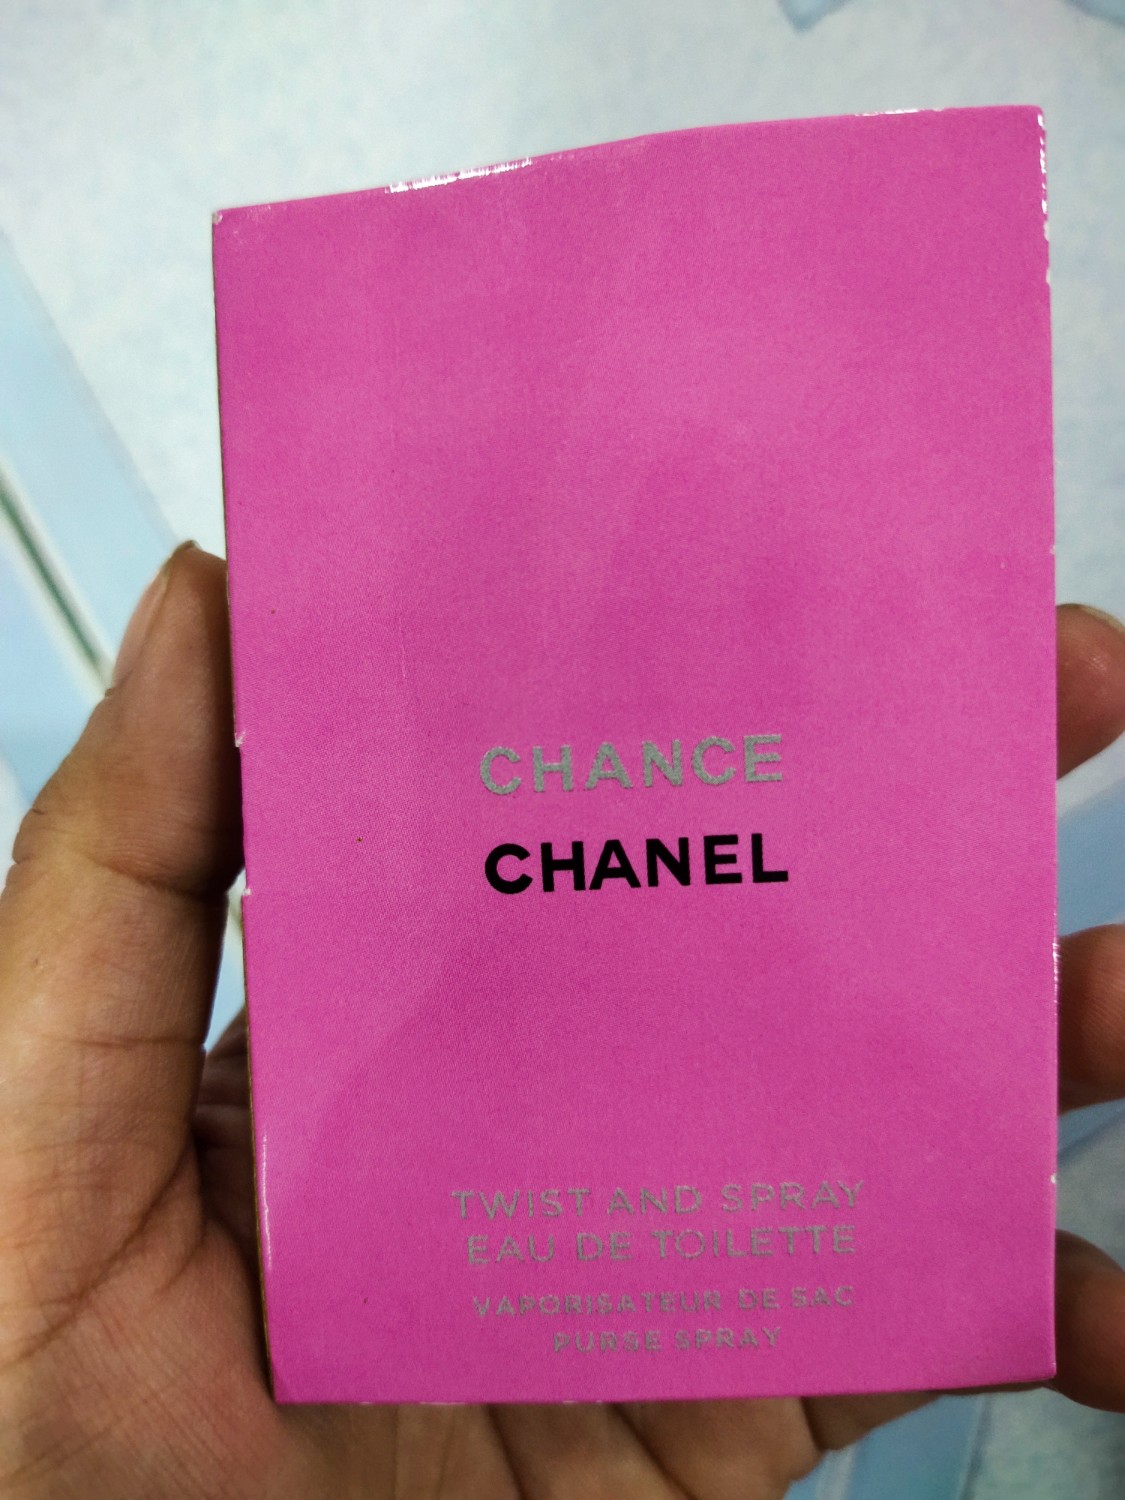 CHANCE
CHANEL
TWIST AND SPRAY
EAU DE TOILETTE
VAPORISATEUR DE SAC
PURSE SPRAY